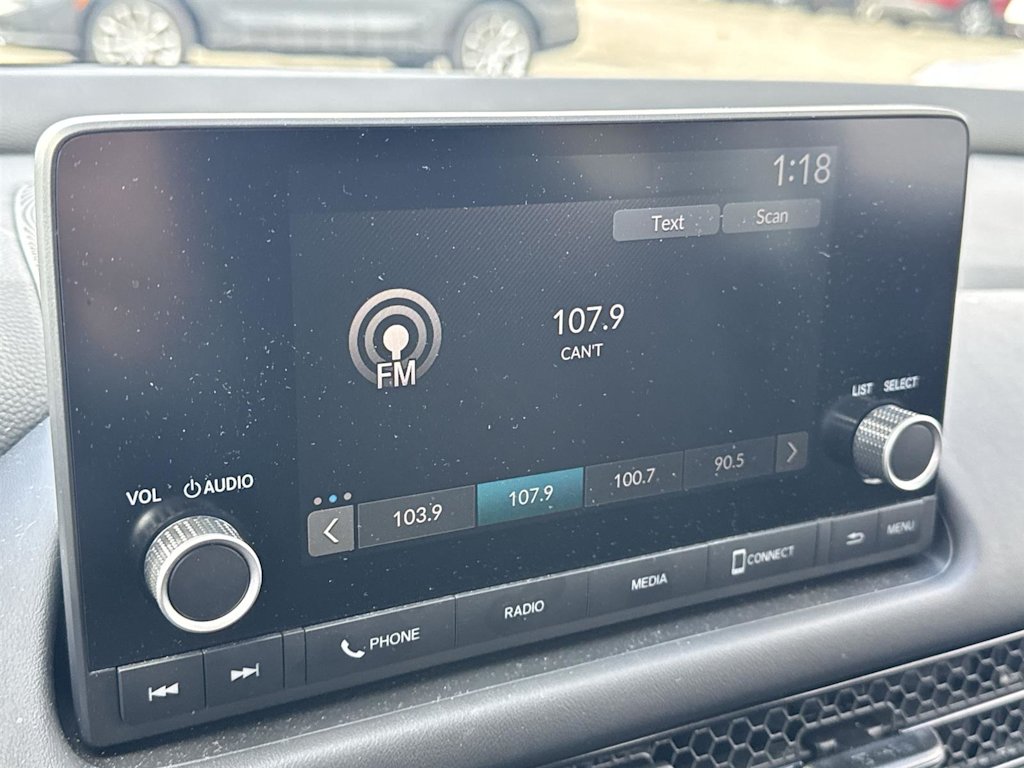 1:18
Text Scan
107.9
CAN'T
FM
LIST SELECT
103.9 107.9 100.7 90.5
VOL AUDIO
PHONE RADIO MEDIA CONNECT MENU